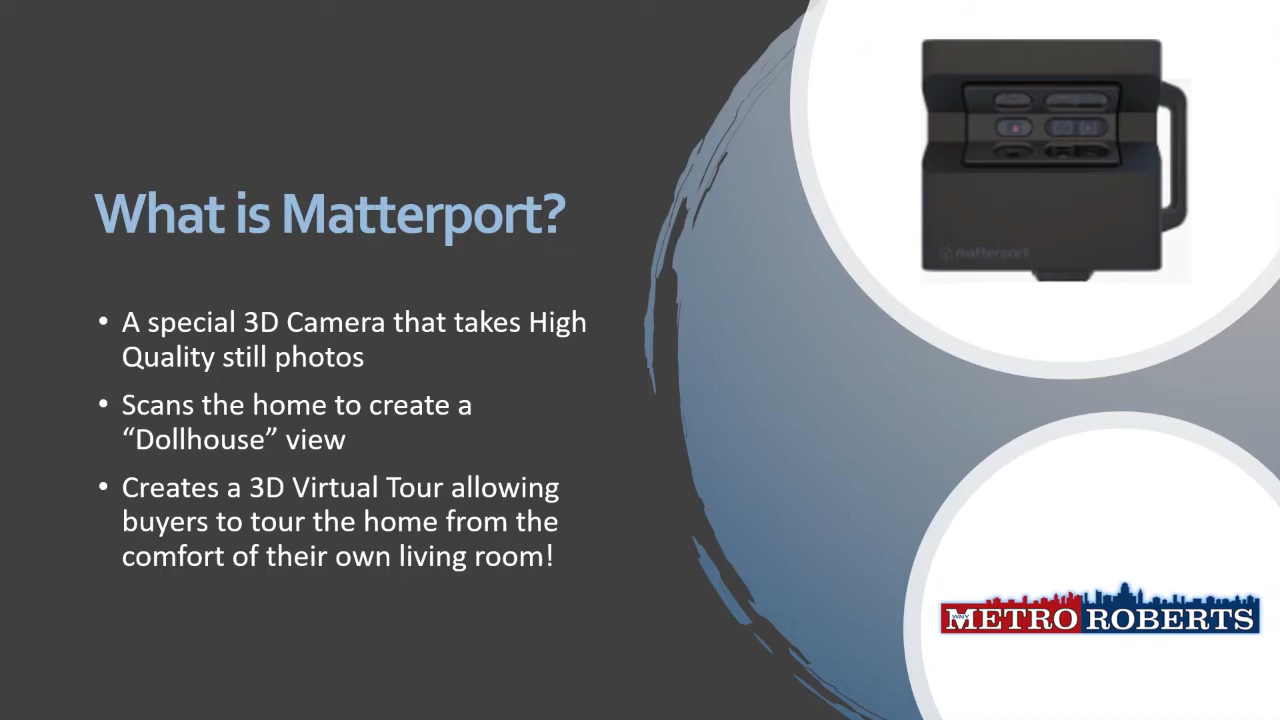 What is Matterport?
• A special 3D Camera that takes High
Quality still photos
• Scans the home to create a
“Dollhouse” view
• Creates a 3D Virtual Tour allowing
buyers to tour the home from the
comfort of their own living room!
matterport
WNY METRO ROBERTS